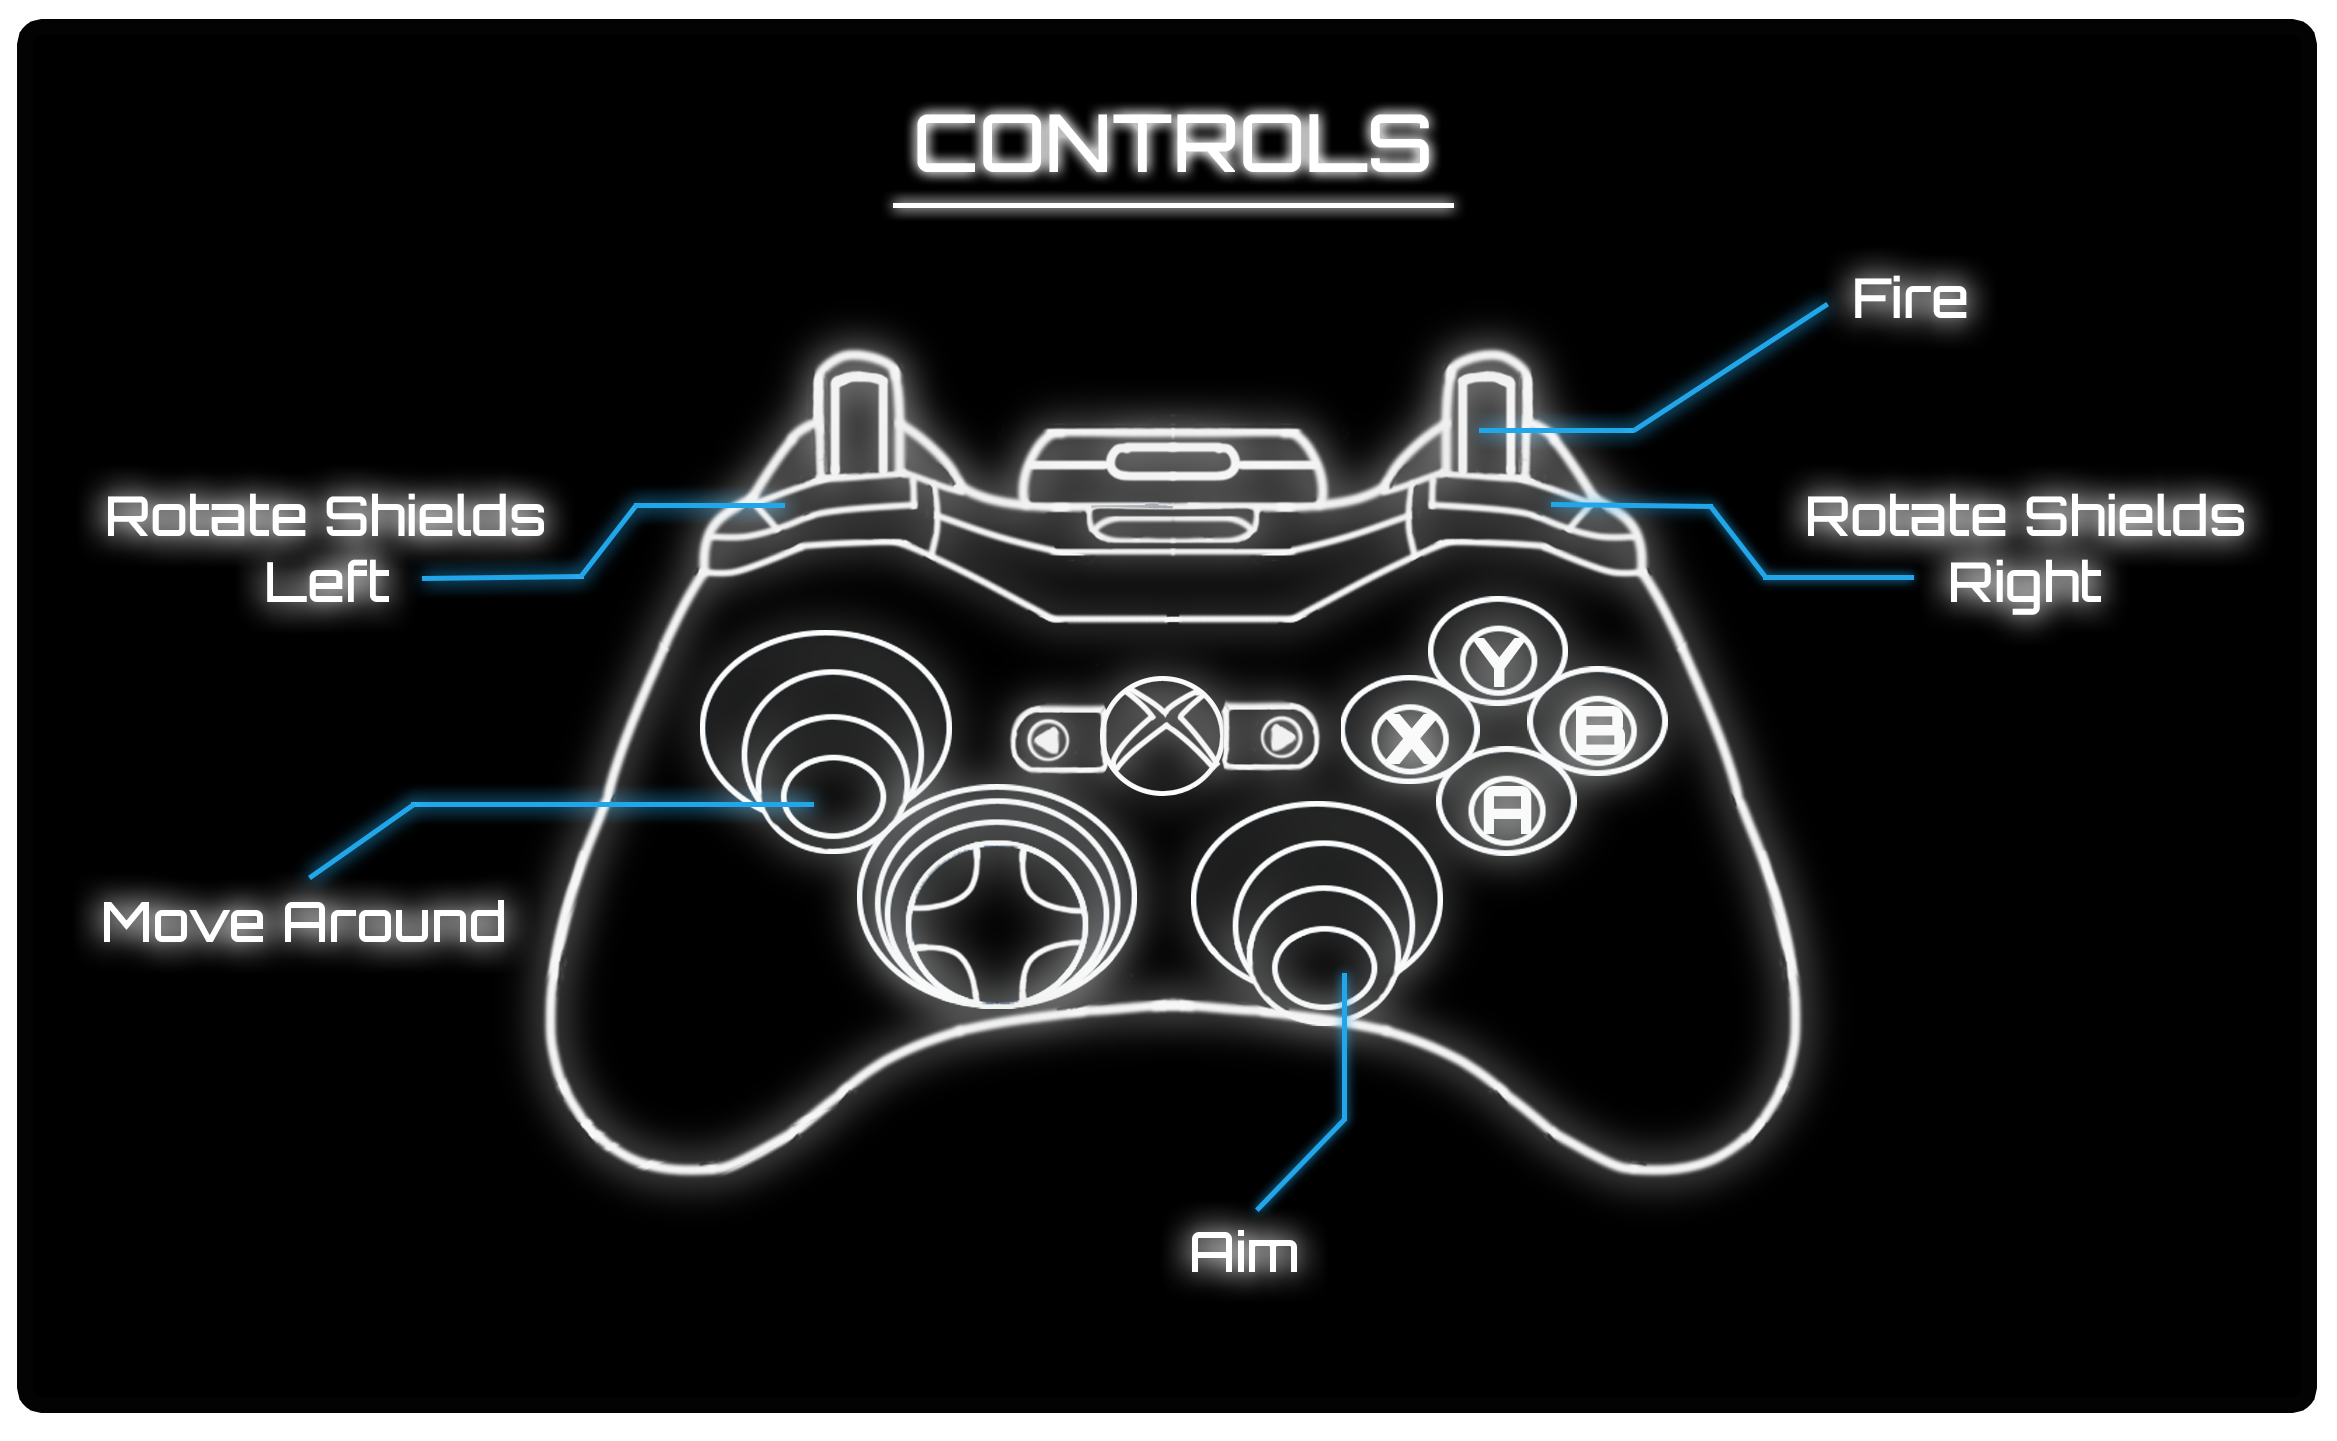 CONTROLS
Fire
Rotate Shields
Left
Rotate Shields
Right
Y
X
B
A
Move Around
Aim